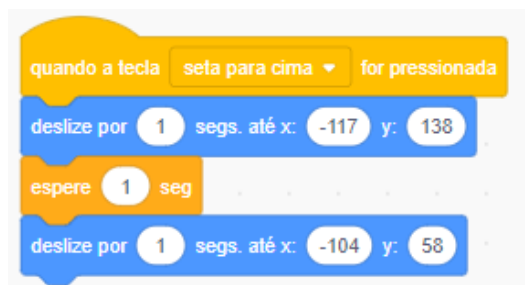 quando a tecla seta para cima for pressionada
deslize por 1 segs. até x: -117 y: 138
espere 1 seg
deslize por 1 segs. até x: -104 y: 58